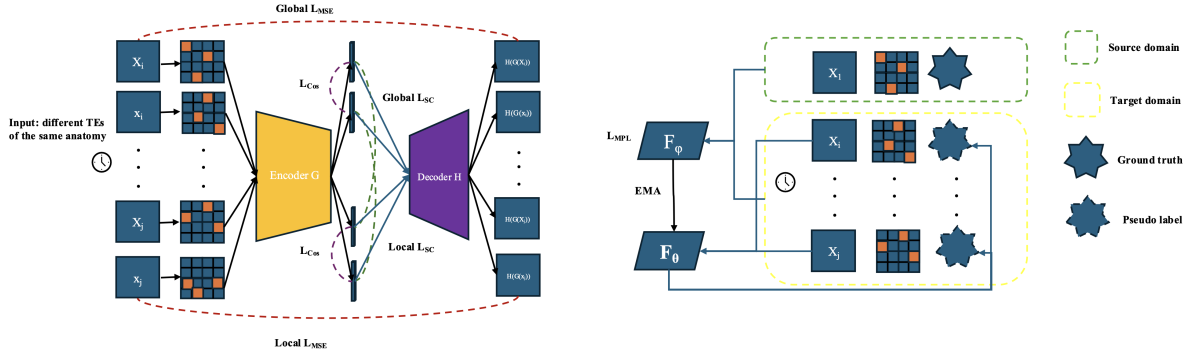 Global L_MSE
X_i
H(G(X_i))
L_Cos
Global L_SC
x_i
H(G(x_i))
Input: different TEs
of the same anatomy
Encoder G
Decoder H
X_j
H(G(X_j))
L_Cos
Local L_SC
x_j
H(G(x_j))
Local L_MSE
X_1
Source domain
Target domain
L_MPL
F_φ
X_i
Ground truth
EMA
Pseudo label
F_θ
X_j